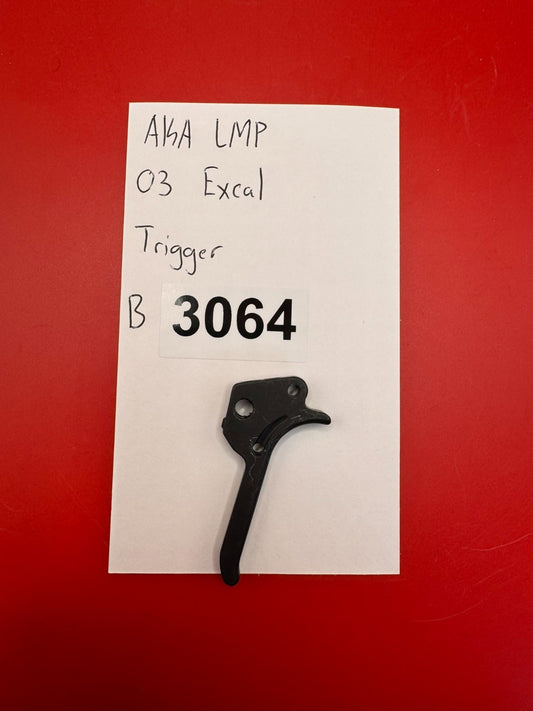 AKA LMP
03 Excal
Trigger
B 3064